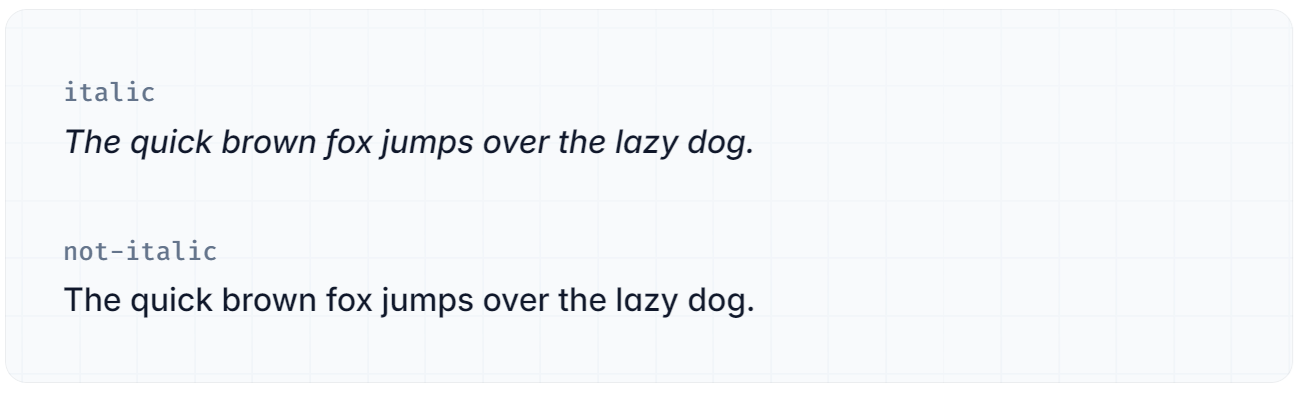 italic
The quick brown fox jumps over the lazy dog.
not-italic
The quick brown fox jumps over the lazy dog.